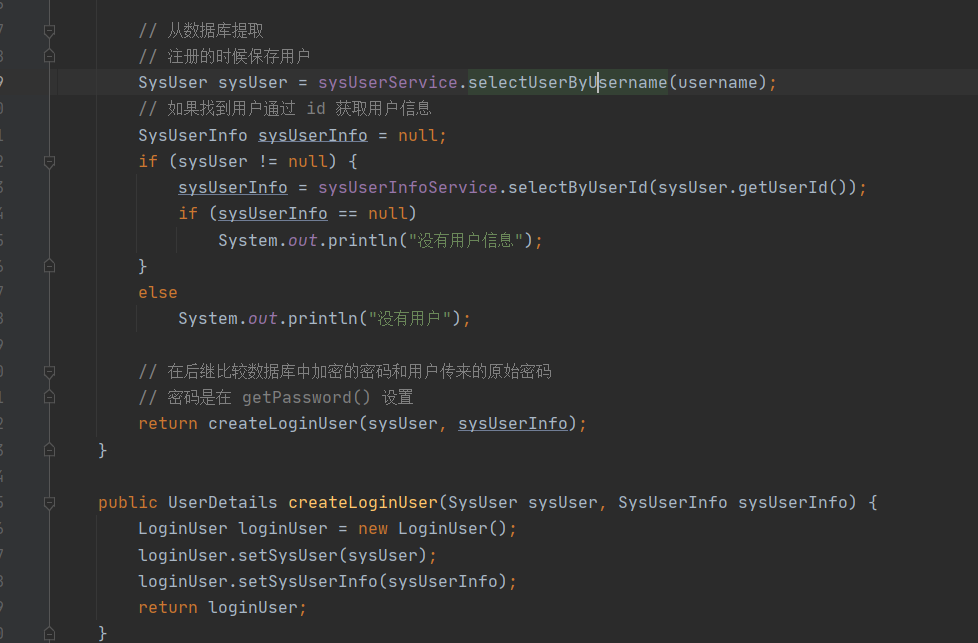 // 从数据库提取
// 注册的时候保存用户
SysUser sysUser = sysUserService.selectUserByUsername(username);
// 如果找到用户通过 id 获取用户信息
SysUserInfo sysUserInfo = null;
if (sysUser != null) {
sysUserInfo = sysUserInfoService.selectByUserId(sysUser.getUserId());
if (sysUserInfo == null)
System.out.println("没有用户信息");
}
else
System.out.println("没有用户");
// 在后继比较数据库中加密的密码和用户传来的原始密码
// 密码是在 getPassword() 设置
return createLoginUser(sysUser, sysUserInfo);
}
public UserDetails createLoginUser(SysUser sysUser, SysUserInfo sysUserInfo) {
LoginUser loginUser = new LoginUser();
loginUser.setSysUser(sysUser);
loginUser.setSysUserInfo(sysUserInfo);
return loginUser;
}